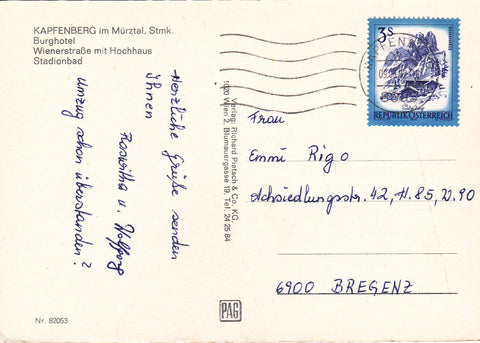 KAPFENBERG im Mürztal, Stmk.
Burghotel
Wienerstraße mit Hochhaus
Stadionbad
Herzliche Grüße senden
Ihnen
Roswitha u. Wolfgang
Umzug schon überstanden?
Verlag: Richard Pietsch & Co. KG.
1020 Wien 2, Blumauergasse 19, Tel. 24 25 84
KAPFENB
3S
REPUBLIK ÖSTERREICH
Frau
Emmi Rigo
Achsiedlungsstr. 42, H. 85, D. 90
6900 BREGENZ
PAG
Nr. 82053